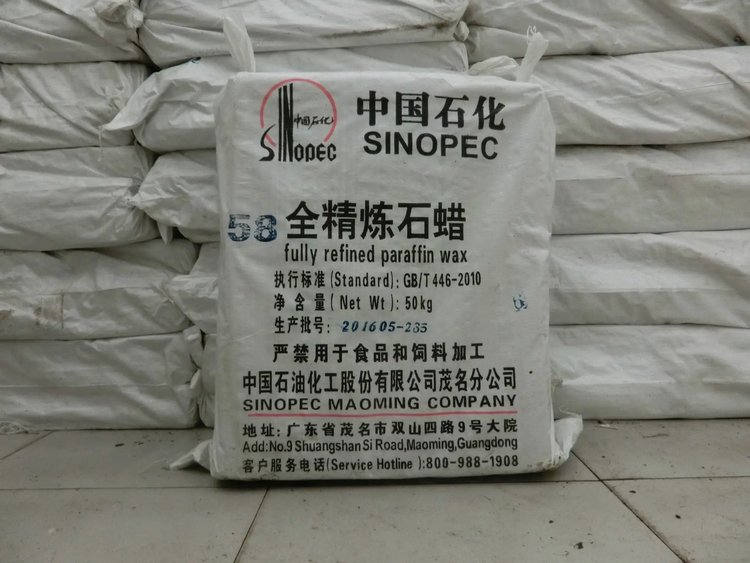 中国石化
SINOPEC
中国石化
SINOPEC
58 全精炼石蜡
fully refined paraffin wax
执行标准(Standard): GB/T 446-2010
净 含 量 ( Net Wt ): 50kg
生产批号: 201605-285
严禁用于食品和饲料加工
中国石油化工股份有限公司茂名分公司
SINOPEC MAOMING COMPANY
地址: 广东省茂名市双山四路9号大院
Add:No.9 Shuangshan Si Road,Maoming,Guangdong
客户服务电话(Service Hotline ):800-988-1908